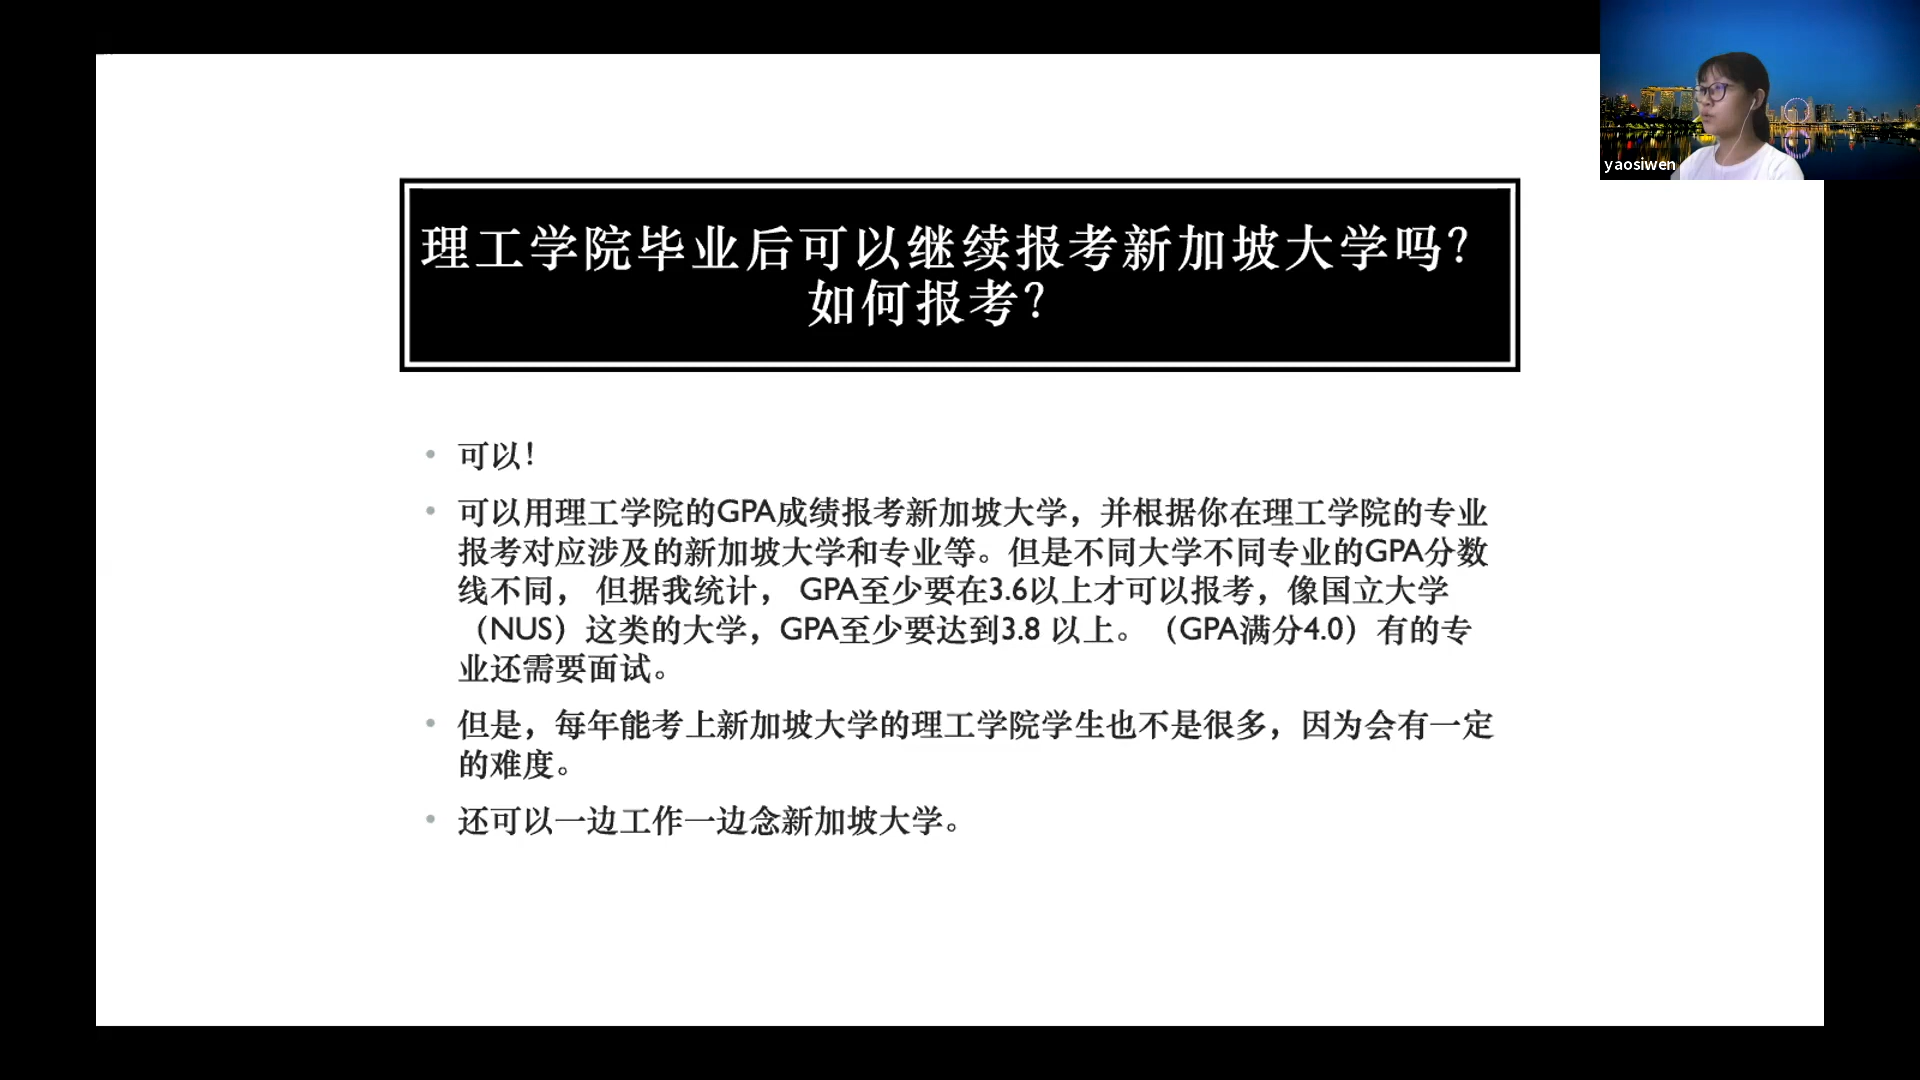 理工学院毕业后可以继续报考新加坡大学吗？
如何报考？
可以！
可以用理工学院的GPA成绩报考新加坡大学，并根据你在理工学院的专业
报考对应涉及的新加坡大学和专业等。但是不同大学不同专业的GPA分数
线不同， 但据我统计， GPA至少要在3.6以上才可以报考，像国立大学
（NUS）这类的大学，GPA至少要达到3.8 以上。（GPA满分4.0）有的专
业还需要面试。
但是，每年能考上新加坡大学的理工学院学生也不是很多，因为会有一定
的难度。
还可以一边工作一边念新加坡大学。
yaosiwen